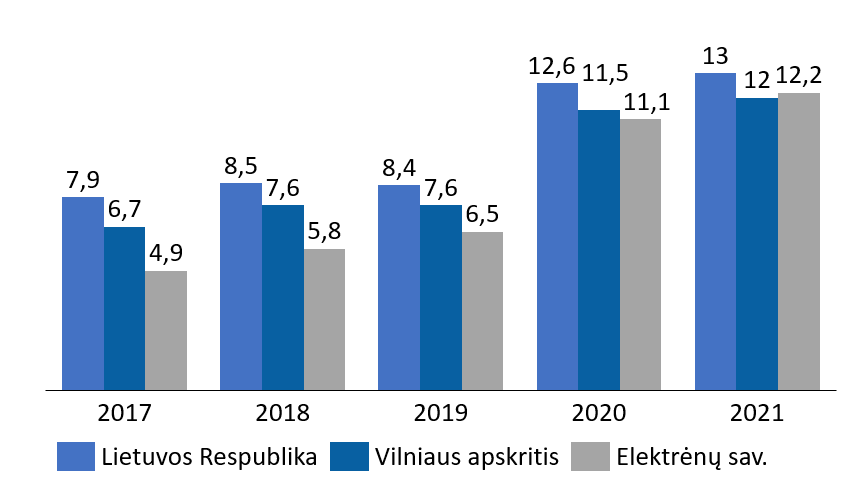 13
12,6 11,5 12 12,2
11,1
8,5 8,4
7,9 7,6 7,6
6,7 6,5
5,8
4,9
2017 2018 2019 2020 2021
Lietuvos Respublika Vilniaus apskritis Elektrėnų sav.